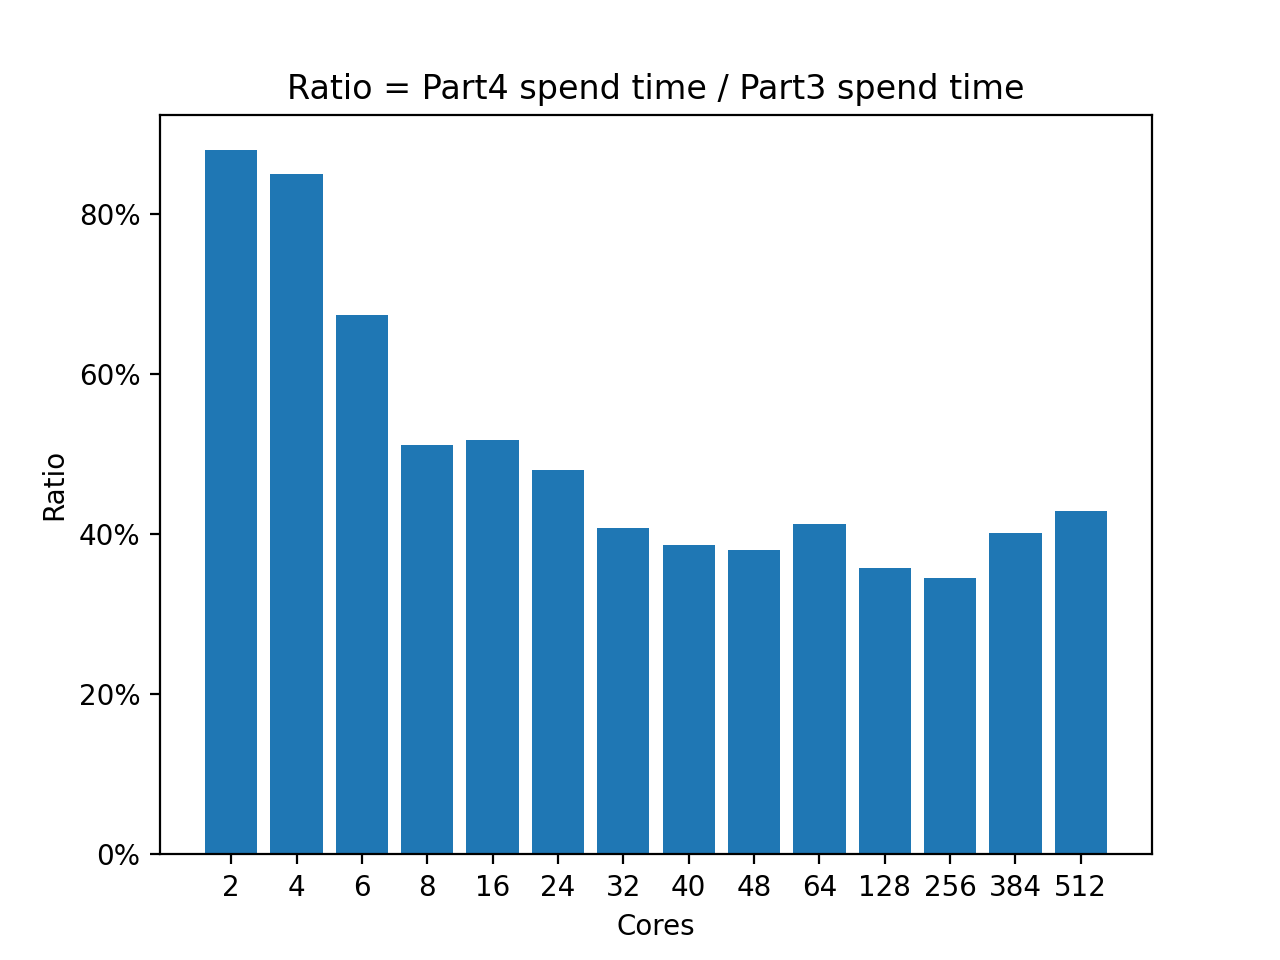 Ratio = Part4 spend time / Part3 spend time
80%
60%
40%
20%
0%
Ratio
2 4 6 8 16 24 32 40 48 64 128 256 384 512
Cores